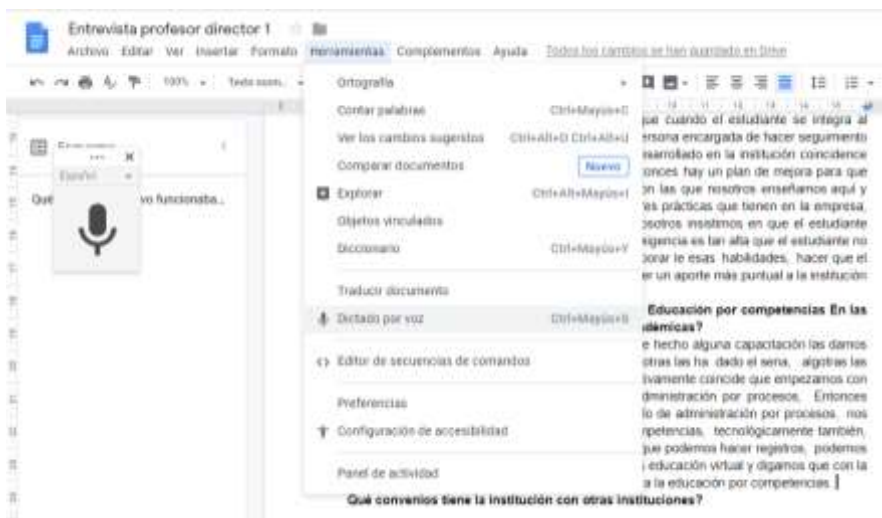 Entrevista profesor director 1
Archivo Editar Ver Insertar Formato Herramientas Complementos Ayuda Todos los cambios se han guardado en Drive
100% Texto norm...
Ortografía
Contar palabras Ctrl+Mayús+C
Ver los cambios sugeridos Ctrl+Alt+O Ctrl+Alt+U
Comparar documentos Nuevo
Explorar Ctrl+Alt+Mayús+I
Objetos vinculados
Diccionario Ctrl+Mayús+Y
Traducir documento
Dictado por voz Ctrl+Mayús+S
Editor de secuencias de comandos
Preferencias
Configuración de accesibilidad
Panel de actividad
Español
Qué vo funcionaba...
que cuando el estudiante se integra al
ersona encargada de hacer seguimiento
esarrollado en la institución coincidence
onces hay un plan de mejora para que
on las que nosotros enseñamos aquí y
es prácticas que tienen en la empresa,
osotros insistimos en que el estudiante
xigencia es tan alta que el estudiante no
orar le esas habilidades, hacer que el
er un aporte más puntual a la institución
Educación por competencias En las
démicas?
e hecho alguna capacitación las damos
otras las ha dado el sena, algotras las
ivamente coincide que empezamos con
dministración por procesos, Entonces
lo de administración por procesos nos
mpetencias, tecnológicamente también,
que podemos hacer registros, podemos
educación virtual y digamos que con la
a la educación por competencias.
Qué convenios tiene la institución con otras instituciones?